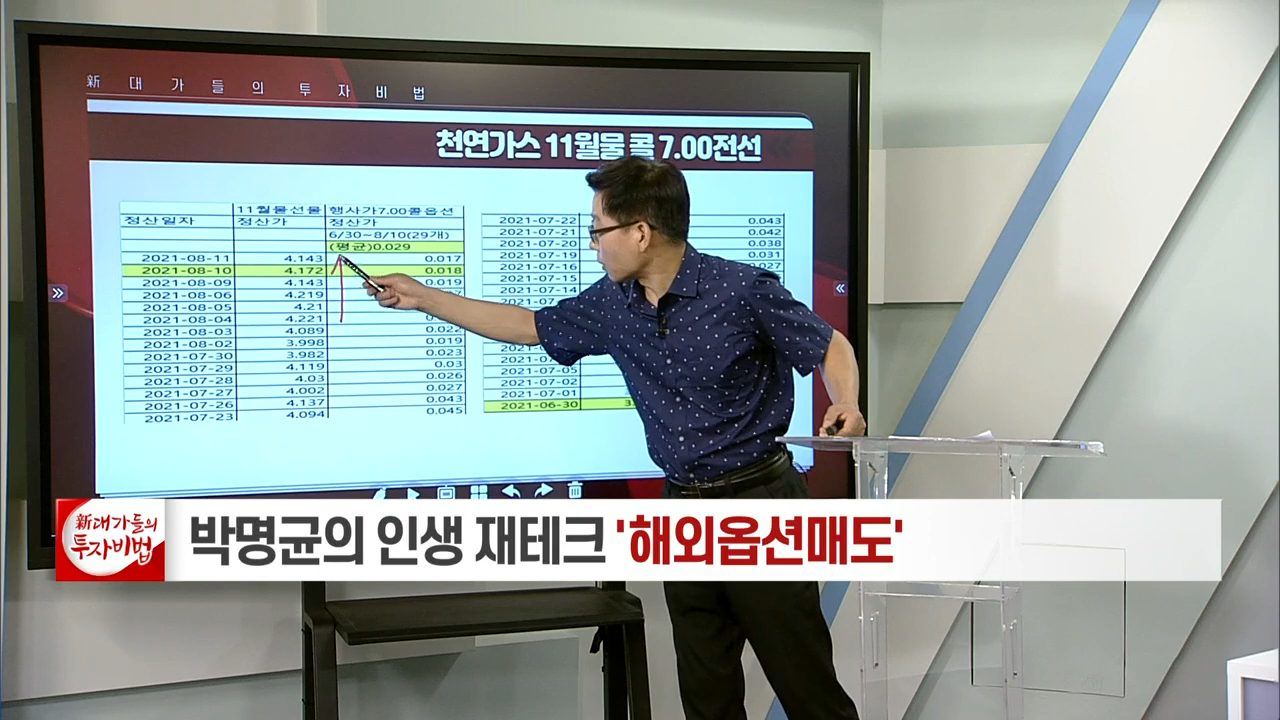 新 대 가 들 의 투 자 비 법
천연가스 11월물 콜 7.00전선
11월물선물 행사가7.00콜옵션
정산일자 정산가 정산가
6/30~8/10(29개)
(평균)0.029
2021-08-11 4.143 0.017
2021-08-10 4.172 0.018
2021-08-09 4.143 0.019
2021-08-06 4.219
2021-08-05 4.21
2021-08-04 4.221
2021-08-03 4.089 0.022
2021-08-02 3.998 0.019
2021-07-30 3.982 0.023
2021-07-29 4.119 0.03
2021-07-28 4.03 0.026
2021-07-27 4.002 0.027
2021-07-26 4.137 0.043
2021-07-23 4.094 0.045
2021-07-22 0.043
2021-07-21 0.042
2021-07-20 0.038
2021-07-19 0.031
2021-07-16 0.027
2021-07-15
2021-07-14
2021-07-05
2021-07-02
2021-07-01
2021-06-30
新대가들의
투자비법
박명균의 인생 재테크 '해외옵션매도'